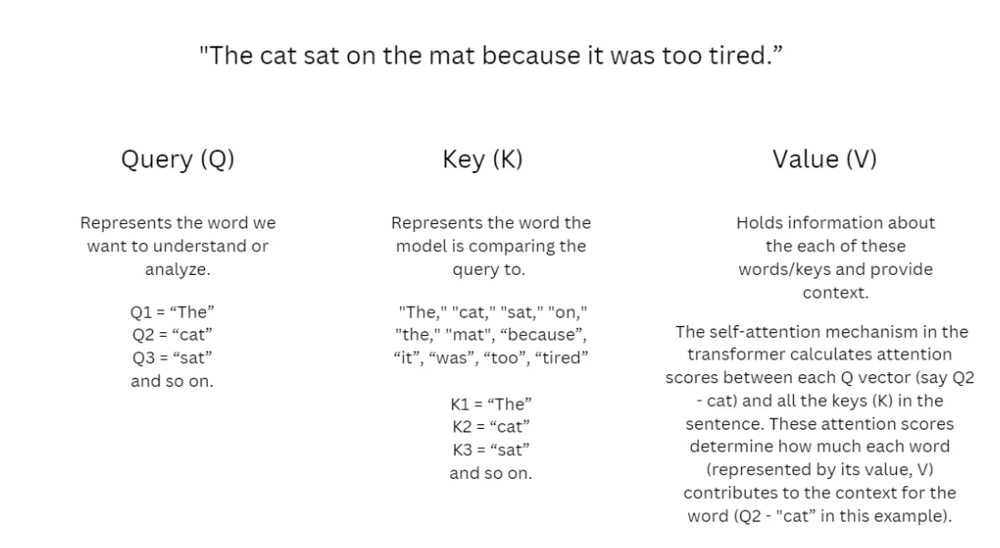 "The cat sat on the mat because it was too tired.”
Query (Q)
Represents the word we
want to understand or
analyze.
Q1 = “The”
Q2 = “cat”
Q3 = “sat”
and so on.
Key (K)
Represents the word the
model is comparing the
query to.
"The," "cat," "sat," "on,"
"the," "mat", “because”,
“it”, “was”, “too”, “tired”
K1 = “The”
K2 = “cat”
K3 = “sat”
and so on.
Value (V)
Holds information about
the each of these
words/keys and provide
context.
The self-attention mechanism in the
transformer calculates attention
scores between each Q vector (say Q2
- cat) and all the keys (K) in the
sentence. These attention scores
determine how much each word
(represented by its value, V)
contributes to the context for the
word (Q2 - "cat” in this example).